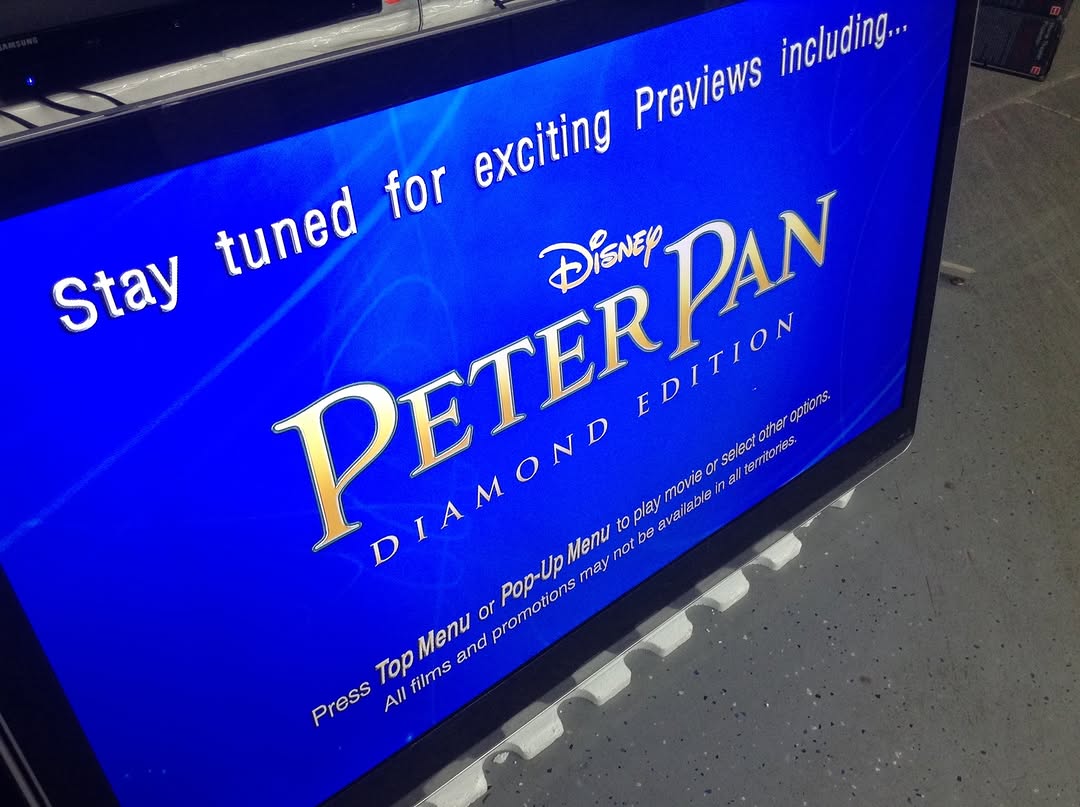 SAMSUNG
Stay tuned for exciting Previews including...
Disney
PETER PAN
DIAMOND EDITION
Press Top Menu or Pop-Up Menu to play movie or select other options.
All films and promotions may not be available in all territories.